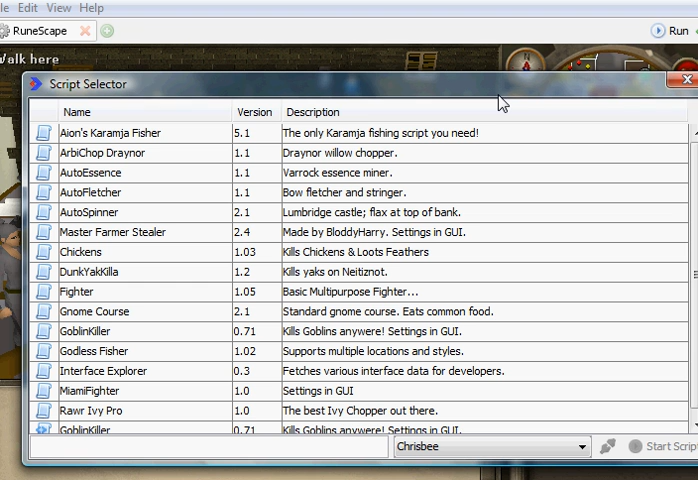 le Edit View Help
RuneScape Run
Walk here
Script Selector
Name Version Description
Aion's Karamja Fisher 5.1 The only Karamja fishing script you need!
ArbiChop Draynor 1.1 Draynor willow chopper.
AutoEssence 1.1 Varrock essence miner.
AutoFletcher 1.1 Bow fletcher and stringer.
AutoSpinner 2.1 Lumbridge castle; flax at top of bank.
Master Farmer Stealer 2.4 Made by BloddyHarry. Settings in GUI.
Chickens 1.03 Kills Chickens & Loots Feathers
DunkYakKilla 1.2 Kills yaks on Neitiznot.
Fighter 1.05 Basic Multipurpose Fighter...
Gnome Course 2.1 Standard gnome course. Eats common food.
GoblinKiller 0.71 Kills Goblins anywere! Settings in GUI.
Godless Fisher 1.02 Supports multiple locations and styles.
Interface Explorer 0.3 Fetches various interface data for developers.
MiamiFighter 1.0 Settings in GUI
Rawr Ivy Pro 1.0 The best Ivy Chopper out there.
GoblinKiller 0.71 Kills Goblins anywere! Settings in GUI.
Chrisbee Start Scrip